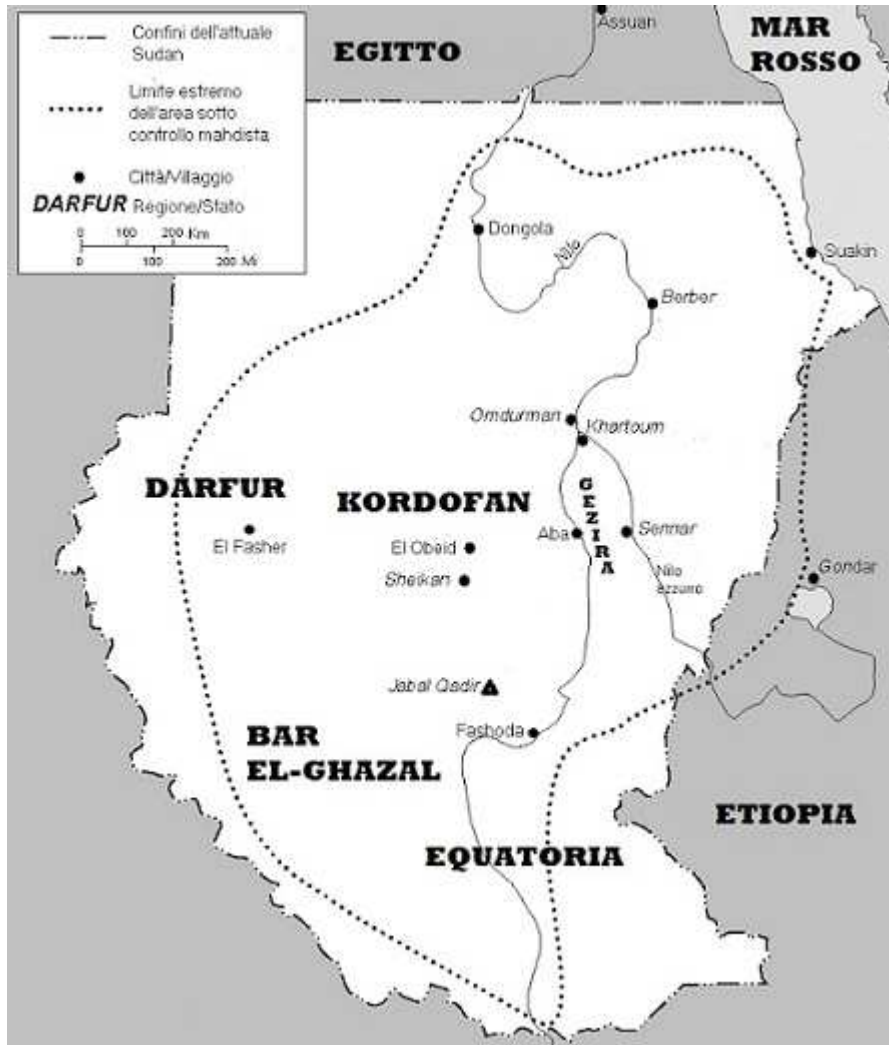 Confini dell'attuale
Sudan
Limite estremo
dell'area sotto
controllo mahdista
Città/Villaggio
DARFUR Regione/Stato
0 100 200 Km
0 100 200 Mi
Assuan
EGITTO
MAR
ROSSO
Dongola
Nilo
Suakin
Berber
Omdurman
Khartoum
DARFUR
KORDOFAN
GEZIRA
El Fasher
El Obeid
Aba
Sennar
Sheikan
Nilo
azzurro
Gondar
Jabal Qadir
Fashoda
BAR
EL-GHAZAL
ETIOPIA
EQUATORIA